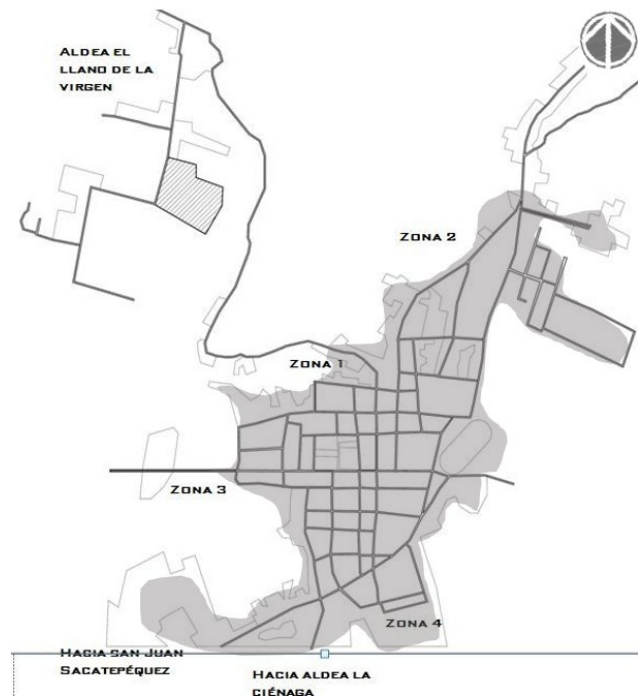 ALDEA EL
LLANO DE LA
VIRGEN
ZONA 2
ZONA 1
ZONA 3
ZONA 4
HACIA SAN JUAN
SACATEPÉQUEZ
HACIA ALDEA LA
CIÉNAGA